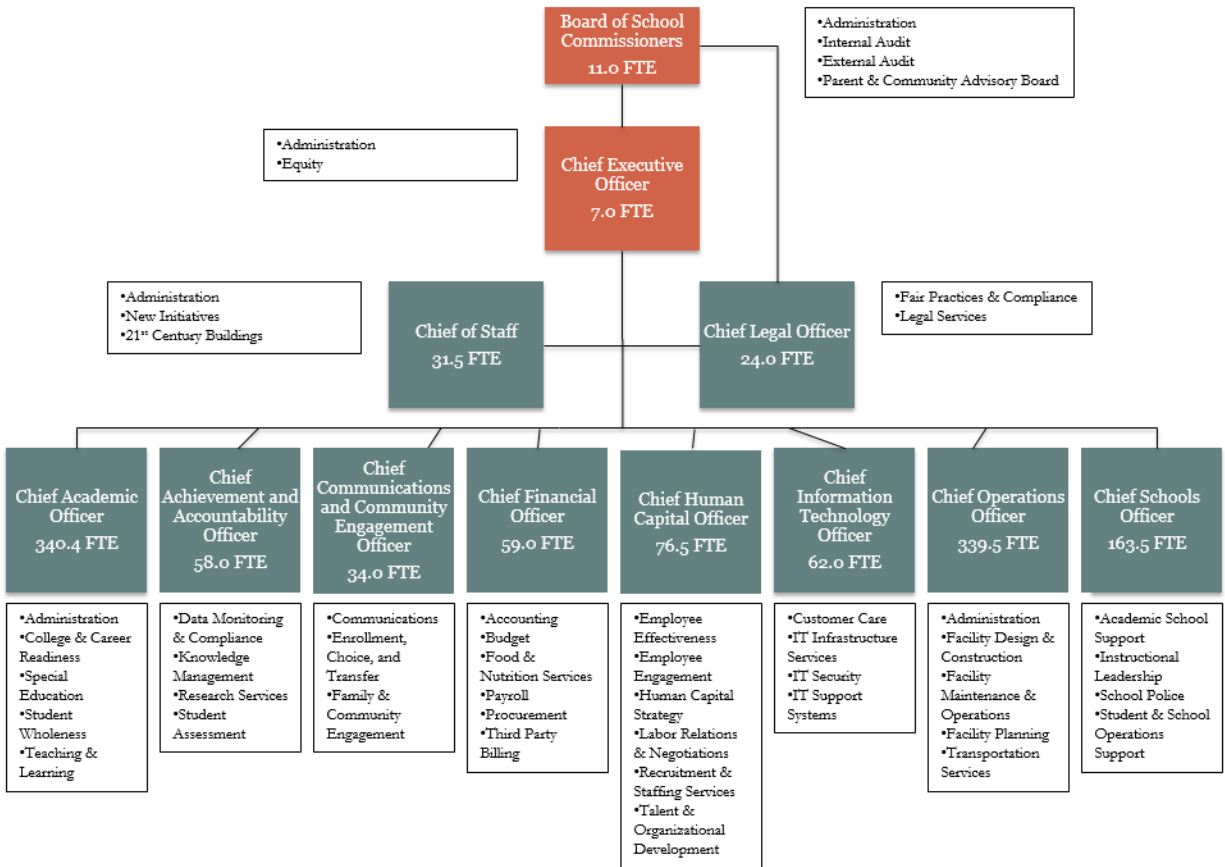 Board of School
Commissioners
11.0 FTE
•Administration
•Internal Audit
•External Audit
•Parent & Community Advisory Board
•Administration
•Equity
Chief Executive
Officer
7.0 FTE
•Administration
•New Initiatives
•21st Century Buildings
Chief of Staff
31.5 FTE
Chief Legal Officer
24.0 FTE
•Fair Practices & Compliance
•Legal Services
Chief Academic
Officer
340.4 FTE
Chief
Achievement and
Accountability
Officer
58.0 FTE
Chief
Communications
and Community
Engagement
Officer
34.0 FTE
Chief Financial
Officer
59.0 FTE
Chief Human
Capital Officer
76.5 FTE
Chief
Information
Technology
Officer
62.0 FTE
Chief Operations
Officer
339.5 FTE
Chief Schools
Officer
163.5 FTE
•Administration
•College & Career
Readiness
•Special
Education
•Student
Wholeness
•Teaching &
Learning
•Data Monitoring
& Compliance
•Knowledge
Management
•Research Services
•Student
Assessment
•Communications
•Enrollment,
Choice, and
Transfer
•Family &
Community
Engagement
•Accounting
•Budget
•Food &
Nutrition Services
•Payroll
•Procurement
•Third Party
Billing
•Employee
Effectiveness
•Employee
Engagement
•Human Capital
Strategy
•Labor Relations
& Negotiations
•Recruitment &
Staffing Services
•Talent &
Organizational
Development
•Customer Care
•IT Infrastructure
Services
•IT Security
•IT Support
Systems
•Administration
•Facility Design &
Construction
•Facility
Maintenance &
Operations
•Facility Planning
•Transportation
Services
•Academic School
Support
•Instructional
Leadership
•School Police
•Student & School
Operations
Support